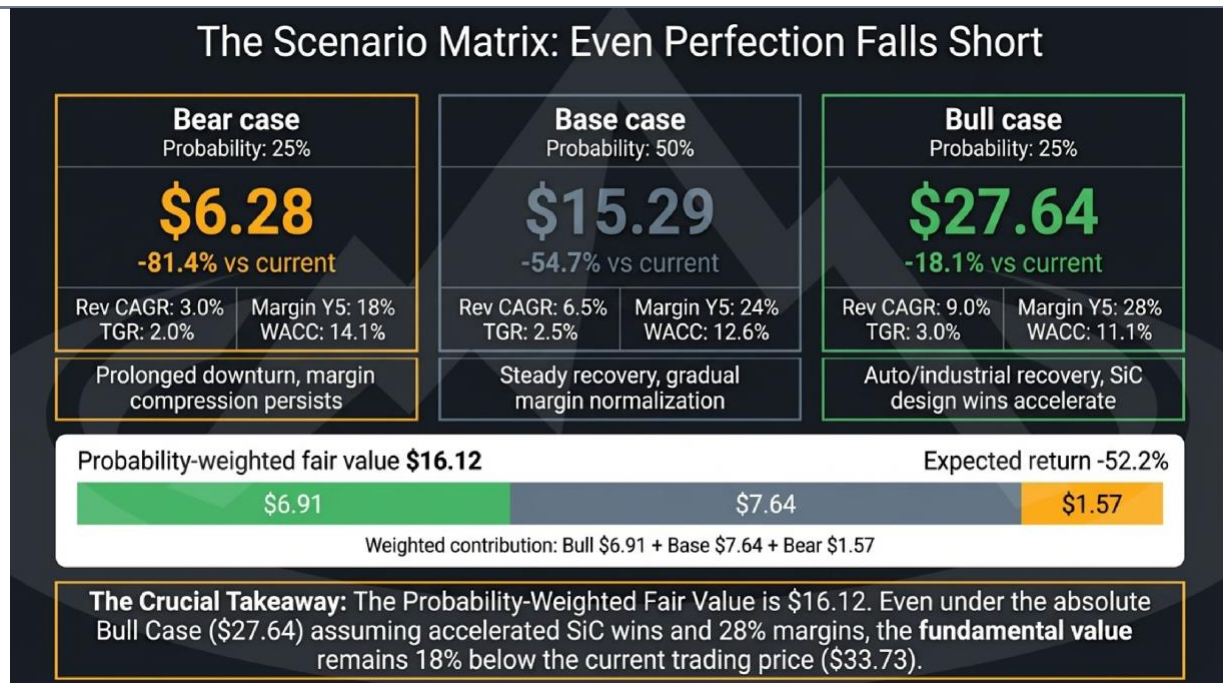 The Scenario Matrix: Even Perfection Falls Short
Bear case
Probability: 25%
$6.28
-81.4% vs current
Rev CAGR: 3.0%
TGR: 2.0%
Margin Y5: 18%
WACC: 14.1%
Prolonged downturn, margin
compression persists
Base case
Probability: 50%
$15.29
-54.7% vs current
Rev CAGR: 6.5%
TGR: 2.5%
Margin Y5: 24%
WACC: 12.6%
Steady recovery, gradual
margin normalization
Bull case
Probability: 25%
$27.64
-18.1% vs current
Rev CAGR: 9.0%
TGR: 3.0%
Margin Y5: 28%
WACC: 11.1%
Auto/industrial recovery, SiC
design wins accelerate
Probability-weighted fair value $16.12
Expected return -52.2%
$6.91
$7.64
$1.57
Weighted contribution: Bull $6.91 + Base $7.64 + Bear $1.57
The Crucial Takeaway: The Probability-Weighted Fair Value is $16.12. Even under the absolute
Bull Case ($27.64) assuming accelerated SiC wins and 28% margins, the fundamental value
remains 18% below the current trading price ($33.73).